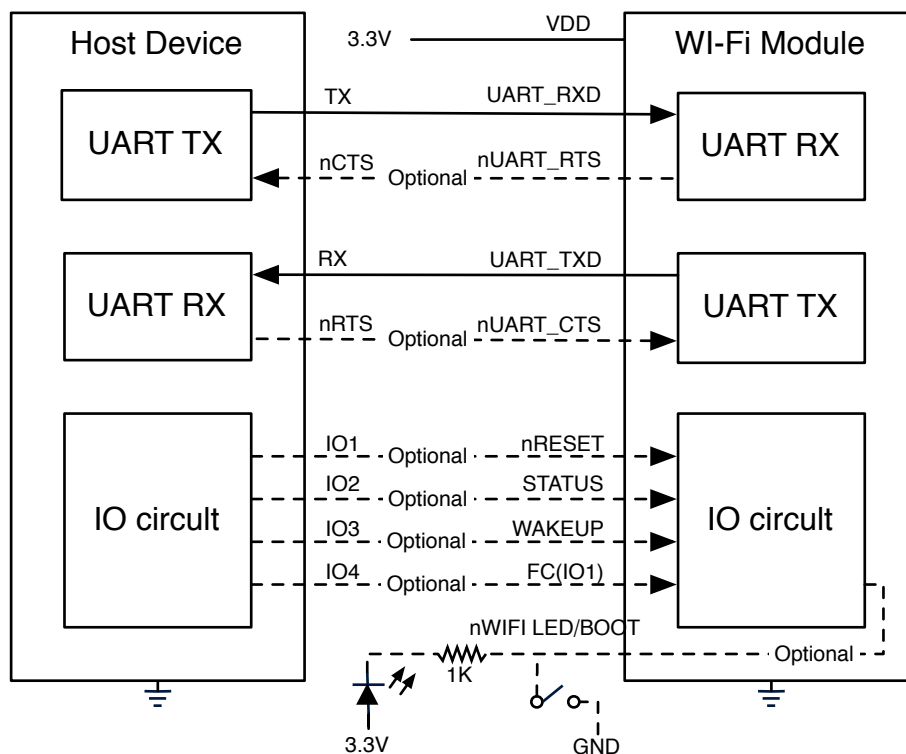 Host Device
3.3V
VDD
WI-Fi Module
UART TX
TX
UART_RXD
UART RX
nCTS
Optional
nUART_RTS
UART RX
RX
UART_TXD
UART TX
nRTS
Optional
nUART_CTS
IO circult
IO1
Optional
nRESET
IO circult
IO2
Optional
STATUS
IO3
Optional
WAKEUP
IO4
Optional
FC(IO1)
nWIFI LED/BOOT
Optional
1K
3.3V
GND